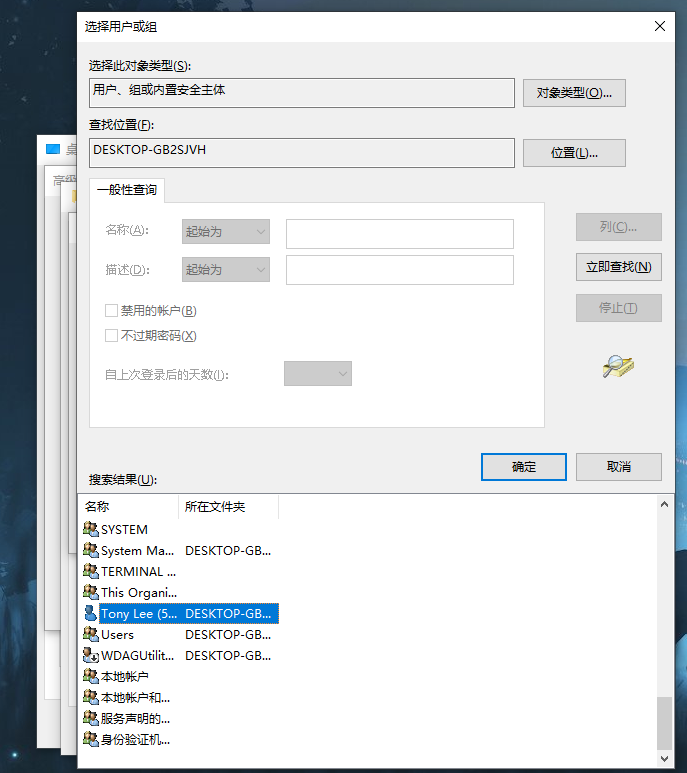 选择用户或组
选择此对象类型(S):
用户、组或内置安全主体
对象类型(O)...
查找位置(F):
DESKTOP-GB2SJVH
位置(L)...
一般性查询
名称(A):
起始为
列(C)...
描述(D):
起始为
立即查找(N)
禁用的帐户(B)
停止(T)
不过期密码(X)
自上次登录后的天数(I):
确定
取消
搜索结果(U):
名称 所在文件夹
SYSTEM
System Ma... DESKTOP-GB...
TERMINAL ...
This Organi...
Tony Lee (5... DESKTOP-GB...
Users DESKTOP-GB...
WDAGUtilit... DESKTOP-GB...
本地帐户
本地帐户和...
服务声明的...
身份验证机...